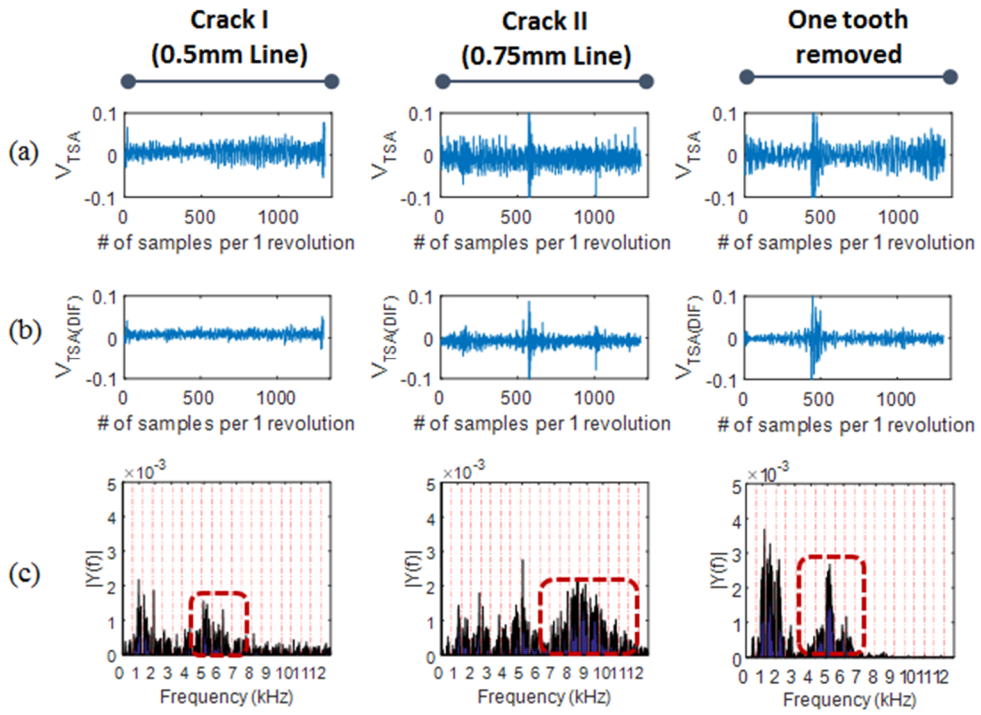 Crack I
(0.5mm Line)
Crack II
(0.75mm Line)
One tooth
removed
(a)
V_TSA
0.1
0
-0.1
0 500 1000
# of samples per 1 revolution
V_TSA
0.1
0
-0.1
0 500 1000
# of samples per 1 revolution
V_TSA
0.1
0
-0.1
0 500 1000
# of samples per 1 revolution
(b)
V_TSA(DIF)
0.1
0
-0.1
0 500 1000
# of samples per 1 revolution
V_TSA(DIF)
0.1
0
-0.1
0 500 1000
# of samples per 1 revolution
V_TSA(DIF)
0.1
0
-0.1
0 500 1000
# of samples per 1 revolution
(c)
×10⁻³
|Y(f)|
5
4
3
2
1
0
0 1 2 3 4 5 6 7 8 9 10 11 12
Frequency (kHz)
×10⁻³
|Y(f)|
5
4
3
2
1
0
0 1 2 3 4 5 6 7 8 9 10 11 12
Frequency (kHz)
×10⁻³
|Y(f)|
5
4
3
2
1
0
0 1 2 3 4 5 6 7 8 9 10 11 12
Frequency (kHz)